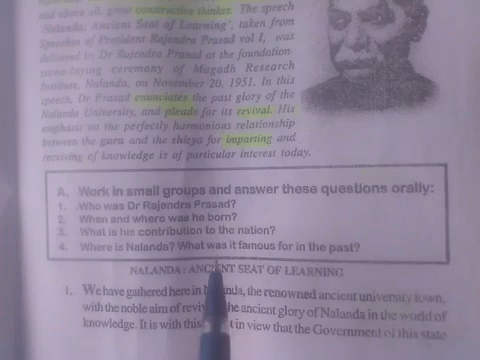 and above all, great constructive thinker. The speech
'Nalanda: Ancient Seat of Learning', taken from
Speeches of President Rajendra Prasad vol I, was
delivered by Dr Rajendra Prasad at the foundation-
stone-laying ceremony of Magadh Research
Institute, Nalanda, on November 20, 1951. In this
speech, Dr Prasad enunciates the past glory of the
Nalanda University, and pleads for its revival. His
emphasis on the perfectly harmonious relationship
between the guru and the shisya for imparting and
receiving of knowledge is of particular interest today.
A. Work in small groups and answer these questions orally:
1. Who was Dr Rajendra Prasad?
2. When and where was he born?
3. What is his contribution to the nation?
4. Where is Nalanda? What was it famous for in the past?
NALANDA: ANCIENT SEAT OF LEARNING
1. We have gathered here in Nalanda, the renowned ancient university town,
with the noble aim of the ancient glory of Nalanda in the world of
knowledge. It is with this in view that the Government of this state